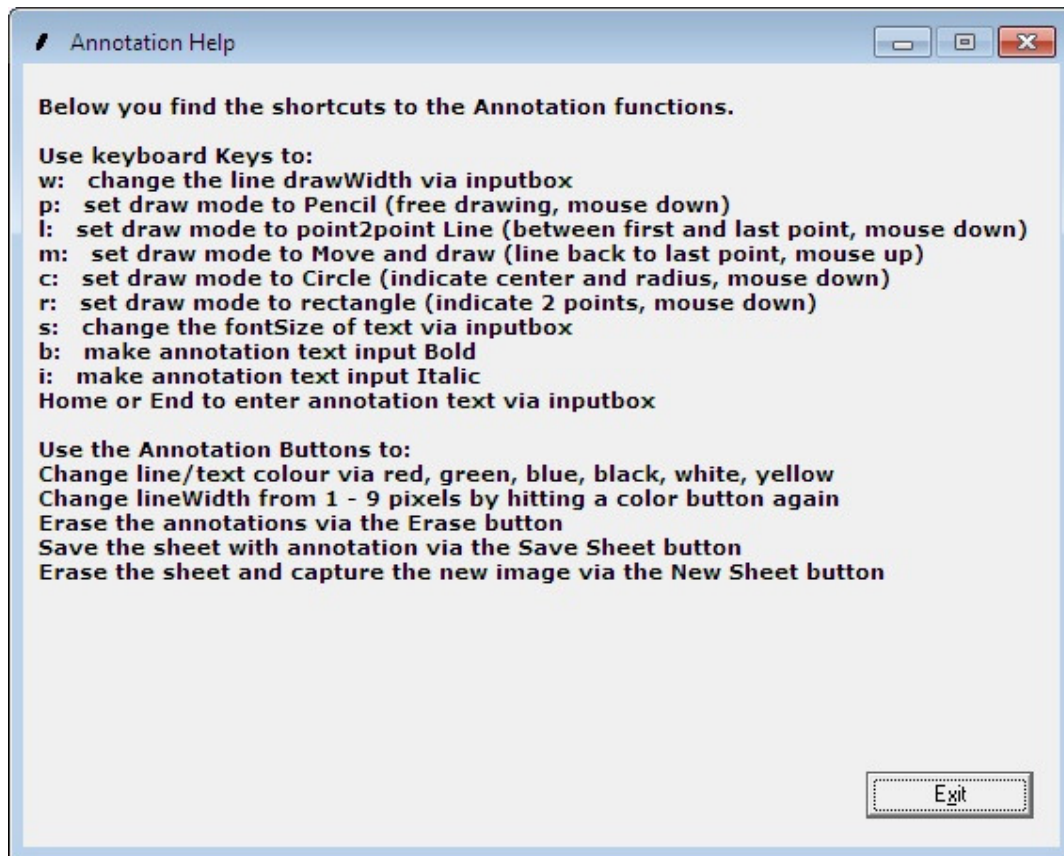 Annotation Help
Below you find the shortcuts to the Annotation functions.
Use keyboard Keys to:
w: change the line drawWidth via inputbox
p: set draw mode to Pencil (free drawing, mouse down)
l: set draw mode to point2point Line (between first and last point, mouse down)
m: set draw mode to Move and draw (line back to last point, mouse up)
c: set draw mode to Circle (indicate center and radius, mouse down)
r: set draw mode to rectangle (indicate 2 points, mouse down)
s: change the fontSize of text via inputbox
b: make annotation text input Bold
i: make annotation text input Italic
Home or End to enter annotation text via inputbox
Use the Annotation Buttons to:
Change line/text colour via red, green, blue, black, white, yellow
Change lineWidth from 1 - 9 pixels by hitting a color button again
Erase the annotations via the Erase button
Save the sheet with annotation via the Save Sheet button
Erase the sheet and capture the new image via the New Sheet button
Exit